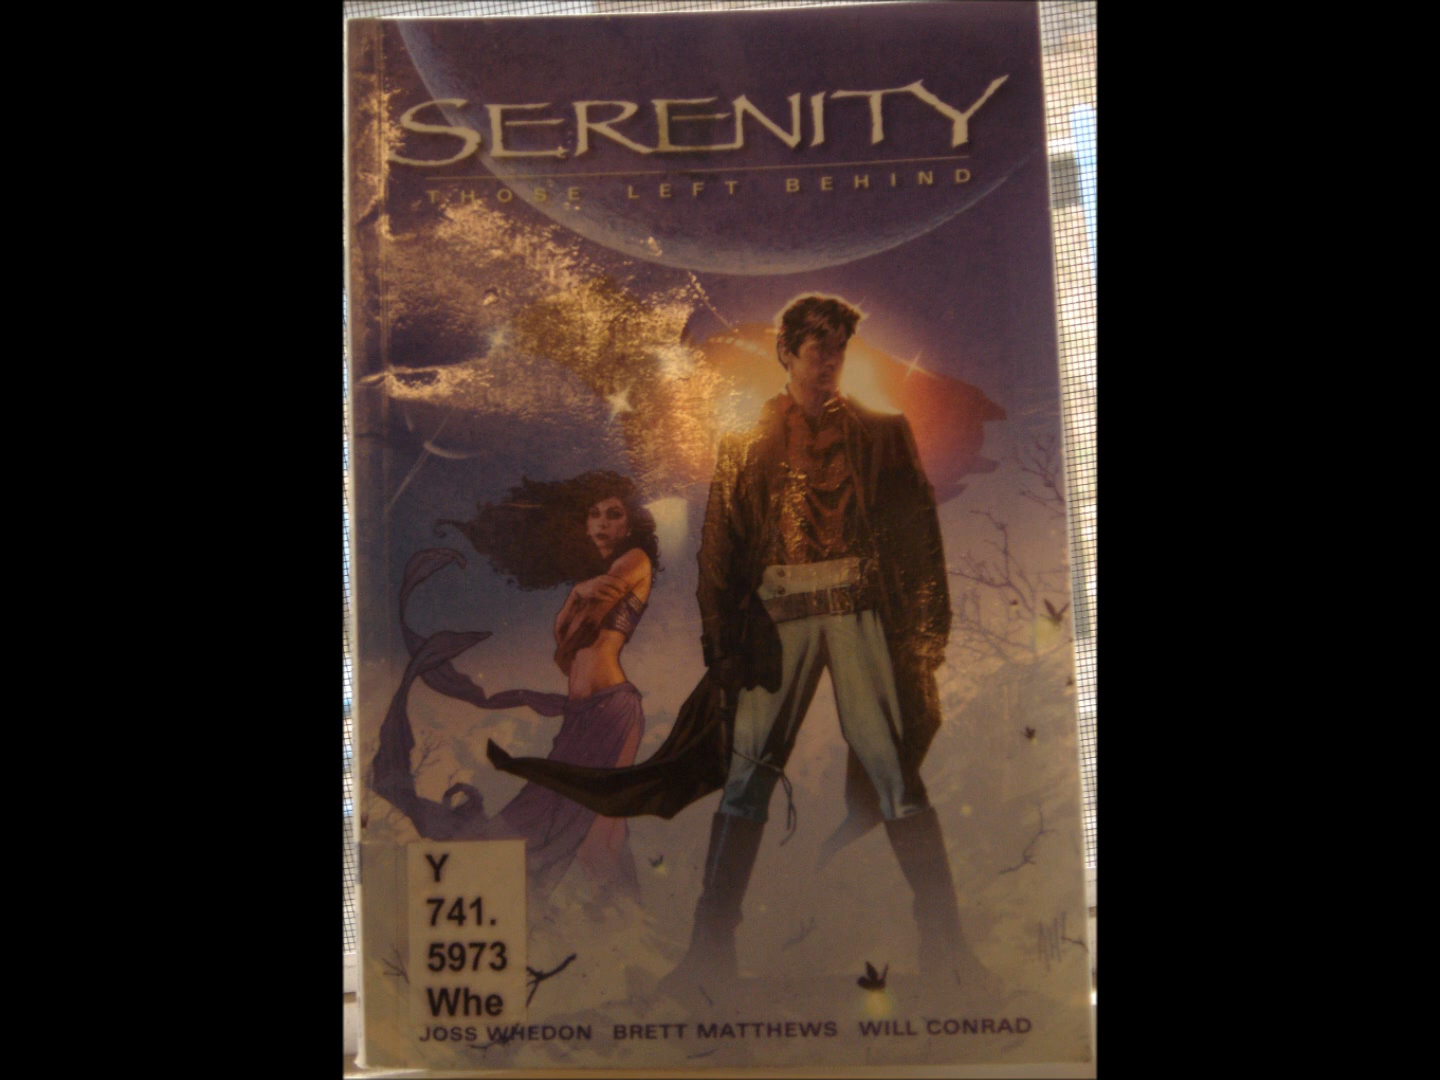 SERENITY
THOSE LEFT BEHIND
Y
741.
5973
Whe
JOSS WHEDON BRETT MATTHEWS WILL CONRAD